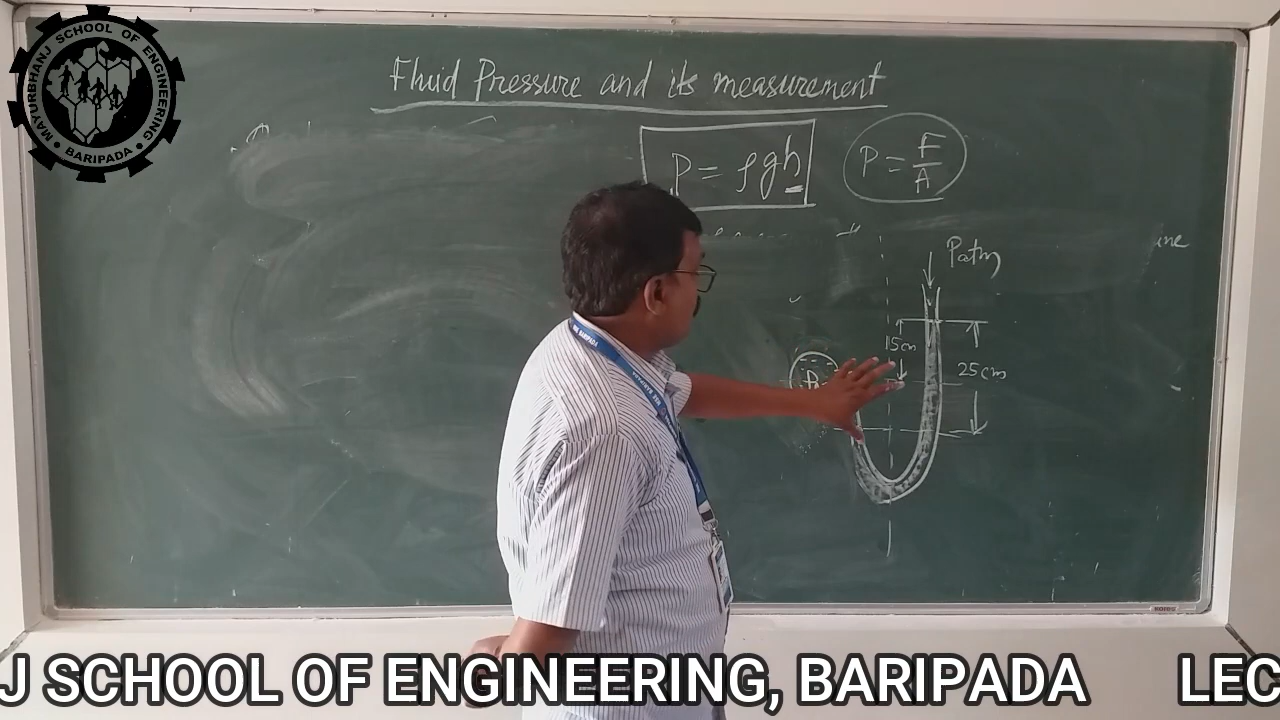 MAYURBHANJ SCHOOL OF ENGINEERING
• BARIPADA •
Fluid Pressure and its measurement
P = ρgh
P = F/A
Patm
15cm
25cm
J SCHOOL OF ENGINEERING, BARIPADA LEC